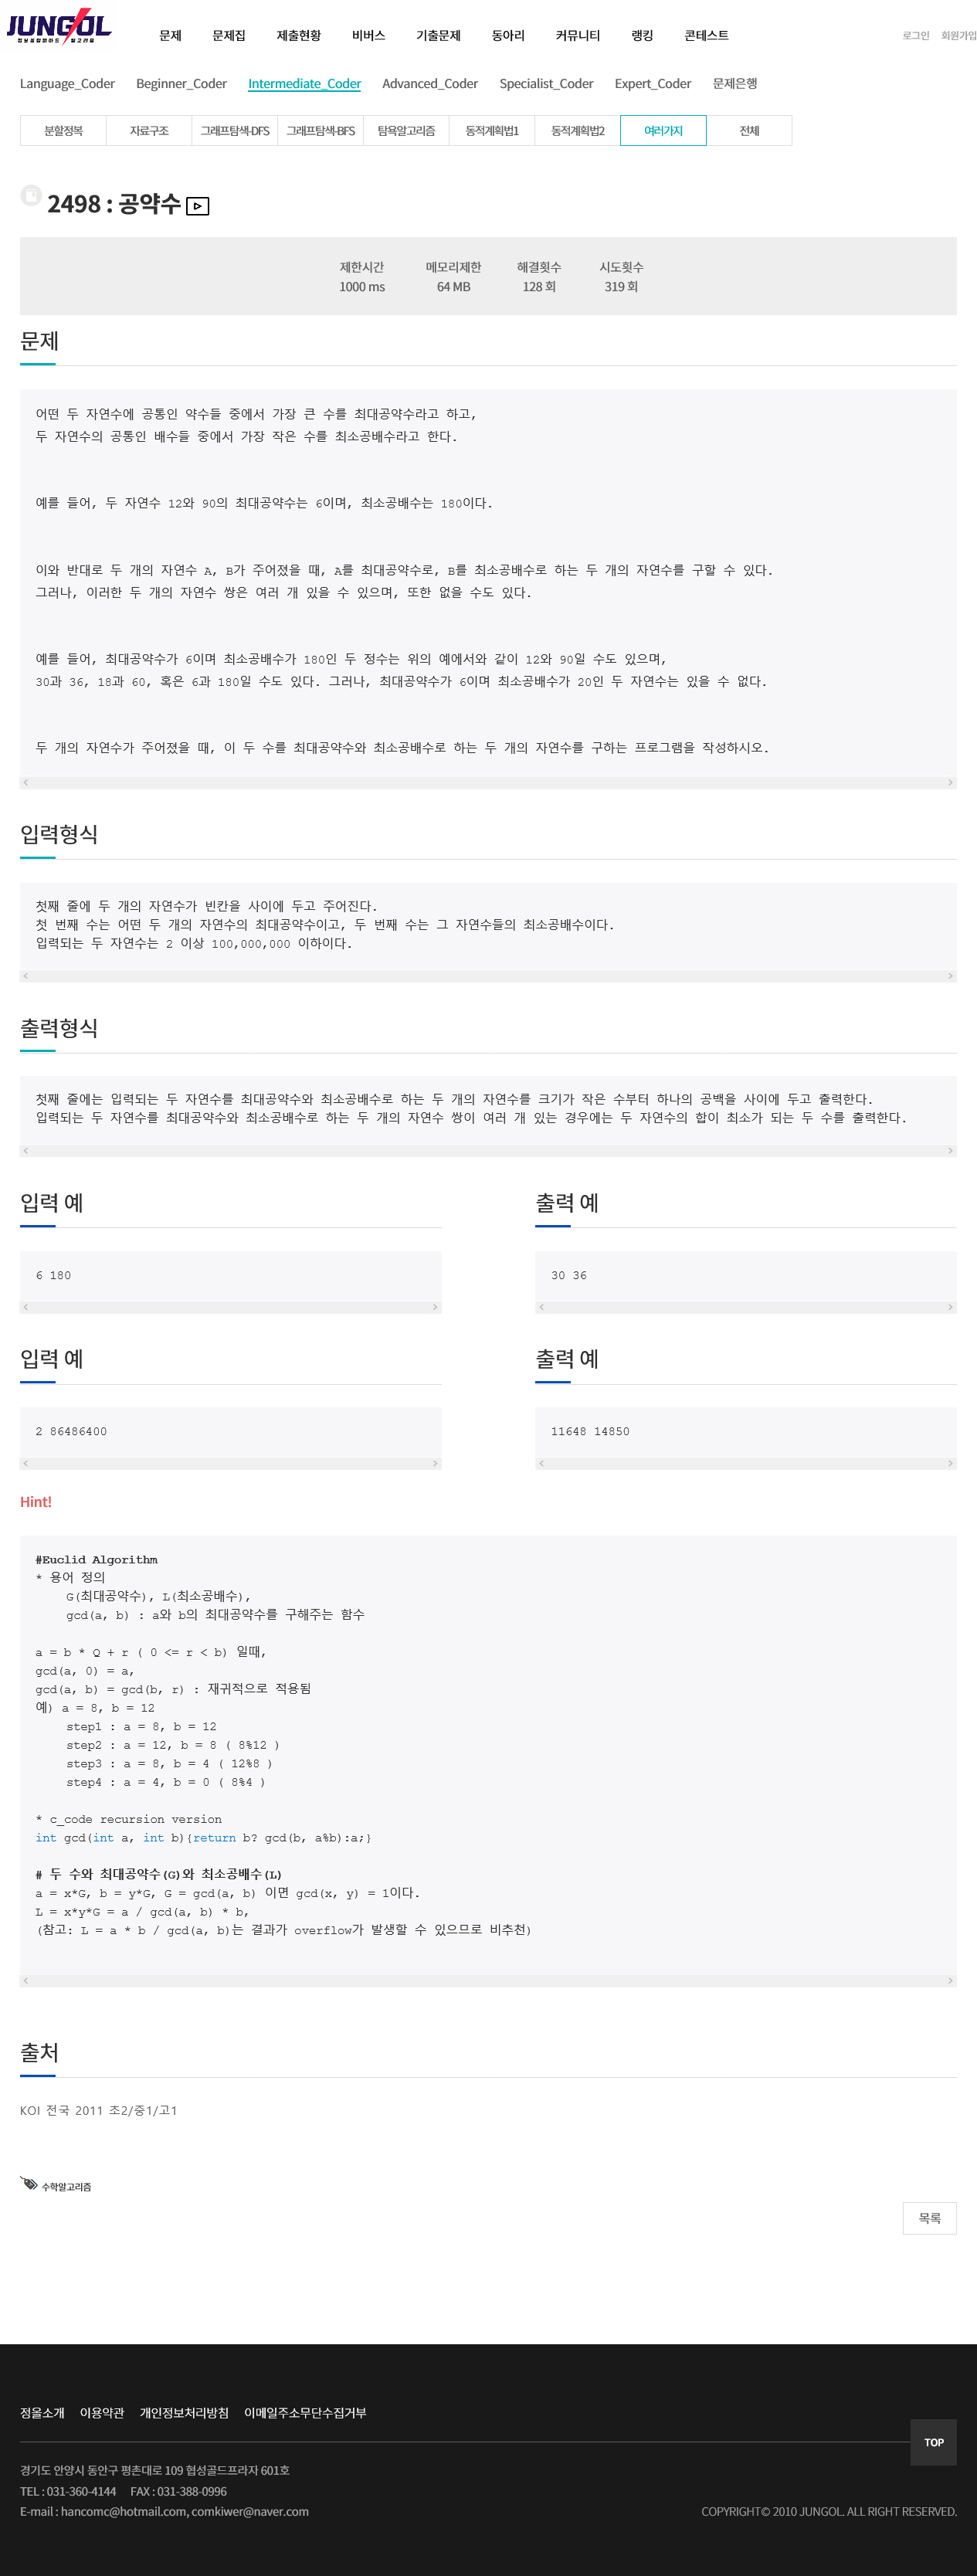 JUNGOL
정보올림피아드 알고리즘
문제 문제집 제출현황 비버스 기출문제 동아리 커뮤니티 랭킹 콘테스트 로그인 회원가입
Language_Coder Beginner_Coder Intermediate_Coder Advanced_Coder Specialist_Coder Expert_Coder 문제은행
분할정복 자료구조 그래프탐색-DFS 그래프탐색-BFS 탐욕알고리즘 동적계획법1 동적계획법2 여러가지 전체
2498 : 공약수
제한시간 메모리제한 해결횟수 시도횟수
1000 ms 64 MB 128 회 319 회
문제
어떤 두 자연수에 공통인 약수들 중에서 가장 큰 수를 최대공약수라고 하고,
두 자연수의 공통인 배수들 중에서 가장 작은 수를 최소공배수라고 한다.
예를 들어, 두 자연수 12와 90의 최대공약수는 6이며, 최소공배수는 180이다.
이와 반대로 두 개의 자연수 A, B가 주어졌을 때, A를 최대공약수로, B를 최소공배수로 하는 두 개의 자연수를 구할 수 있다.
그러나, 이러한 두 개의 자연수 쌍은 여러 개 있을 수 있으며, 또한 없을 수도 있다.
예를 들어, 최대공약수가 6이며 최소공배수가 180인 두 정수는 위의 예에서와 같이 12와 90일 수도 있으며,
30과 36, 18과 60, 혹은 6과 180일 수도 있다. 그러나, 최대공약수가 6이며 최소공배수가 20인 두 자연수는 있을 수 없다.
두 개의 자연수가 주어졌을 때, 이 두 수를 최대공약수와 최소공배수로 하는 두 개의 자연수를 구하는 프로그램을 작성하시오.
입력형식
첫째 줄에 두 개의 자연수가 빈칸을 사이에 두고 주어진다.
첫 번째 수는 어떤 두 개의 자연수의 최대공약수이고, 두 번째 수는 그 자연수들의 최소공배수이다.
입력되는 두 자연수는 2 이상 100,000,000 이하이다.
출력형식
첫째 줄에는 입력되는 두 자연수를 최대공약수와 최소공배수로 하는 두 개의 자연수를 크기가 작은 수부터 하나의 공백을 사이에 두고 출력한다.
입력되는 두 자연수를 최대공약수와 최소공배수로 하는 두 개의 자연수 쌍이 여러 개 있는 경우에는 두 자연수의 합이 최소가 되는 두 수를 출력한다.
입력 예 출력 예
6 180 30 36
입력 예 출력 예
2 86486400 11648 14850
Hint!
#Euclid Algorithm
* 용어 정의
G(최대공약수), L(최소공배수),
gcd(a, b) : a와 b의 최대공약수를 구해주는 함수
a = b * Q + r ( 0 <= r < b) 일때,
gcd(a, 0) = a,
gcd(a, b) = gcd(b, r) : 재귀적으로 적용됨
예) a = 8, b = 12
step1 : a = 8, b = 12
step2 : a = 12, b = 8 ( 8%12 )
step3 : a = 8, b = 4 ( 12%8 )
step4 : a = 4, b = 0 ( 8%4 )
* c_code recursion version
int gcd(int a, int b){return b? gcd(b, a%b):a;}
# 두 수와 최대공약수(G)와 최소공배수(L)
a = x*G, b = y*G, G = gcd(a, b) 이면 gcd(x, y) = 1이다.
L = x*y*G = a / gcd(a, b) * b,
(참고: L = a * b / gcd(a, b)는 결과가 overflow가 발생할 수 있으므로 비추천)
출처
KOI 전국 2011 초2/중1/고1
수학알고리즘
목록
정올소개 이용약관 개인정보처리방침 이메일주소무단수집거부
TOP
경기도 안양시 동안구 평촌대로 109 협성골드프라자 601호
TEL : 031-360-4144 FAX : 031-388-0996
E-mail : hancomc@hotmail.com, comkiwer@naver.com COPYRIGHT© 2010 JUNGOL. ALL RIGHT RESERVED.